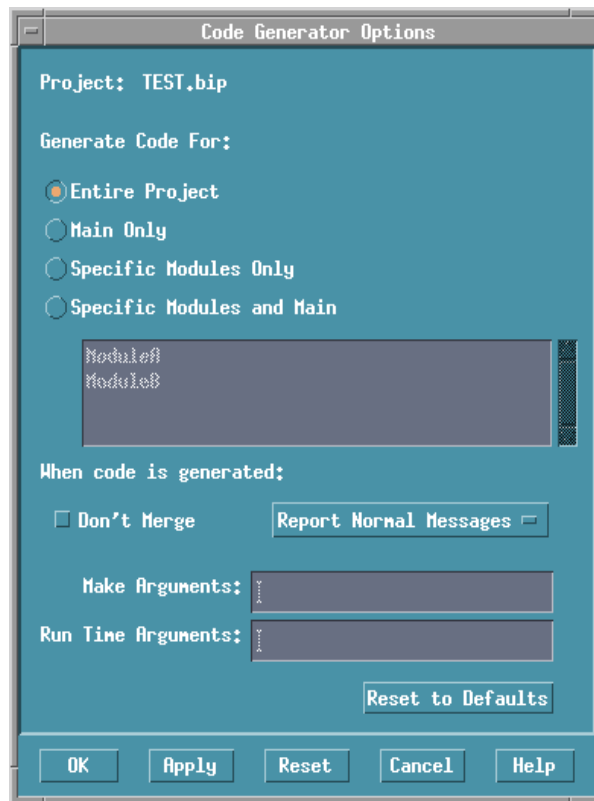 Code Generator Options
Project: TEST.bip
Generate Code For:
Entire Project
Main Only
Specific Modules Only
Specific Modules and Main
ModuleA
ModuleB
When code is generated:
Don't Merge
Report Normal Messages
Make Arguments:
Run Time Arguments:
Reset to Defaults
OK Apply Reset Cancel Help